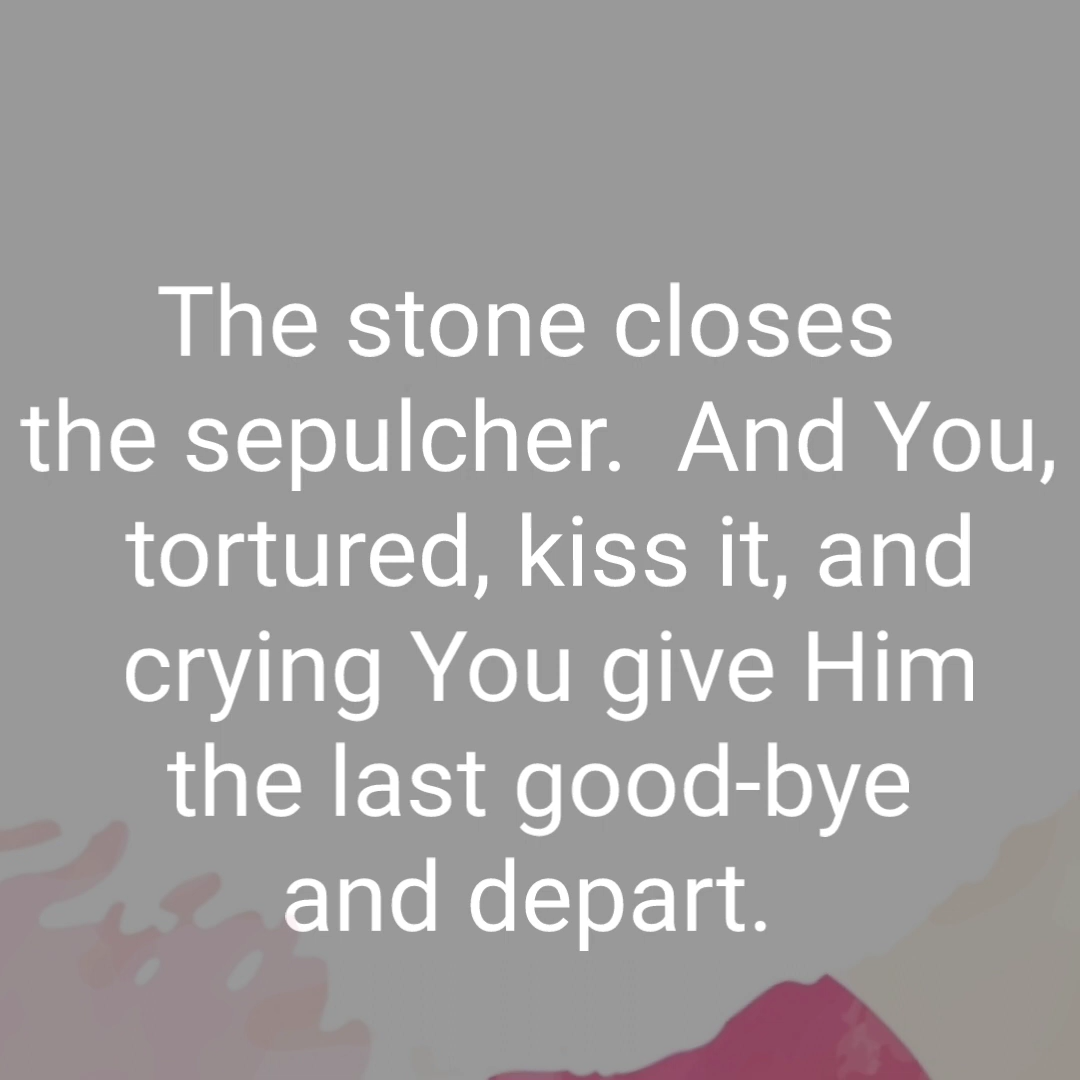 The stone closes
the sepulcher.  And You,
tortured, kiss it, and
crying You give Him
the last good-bye
and depart.